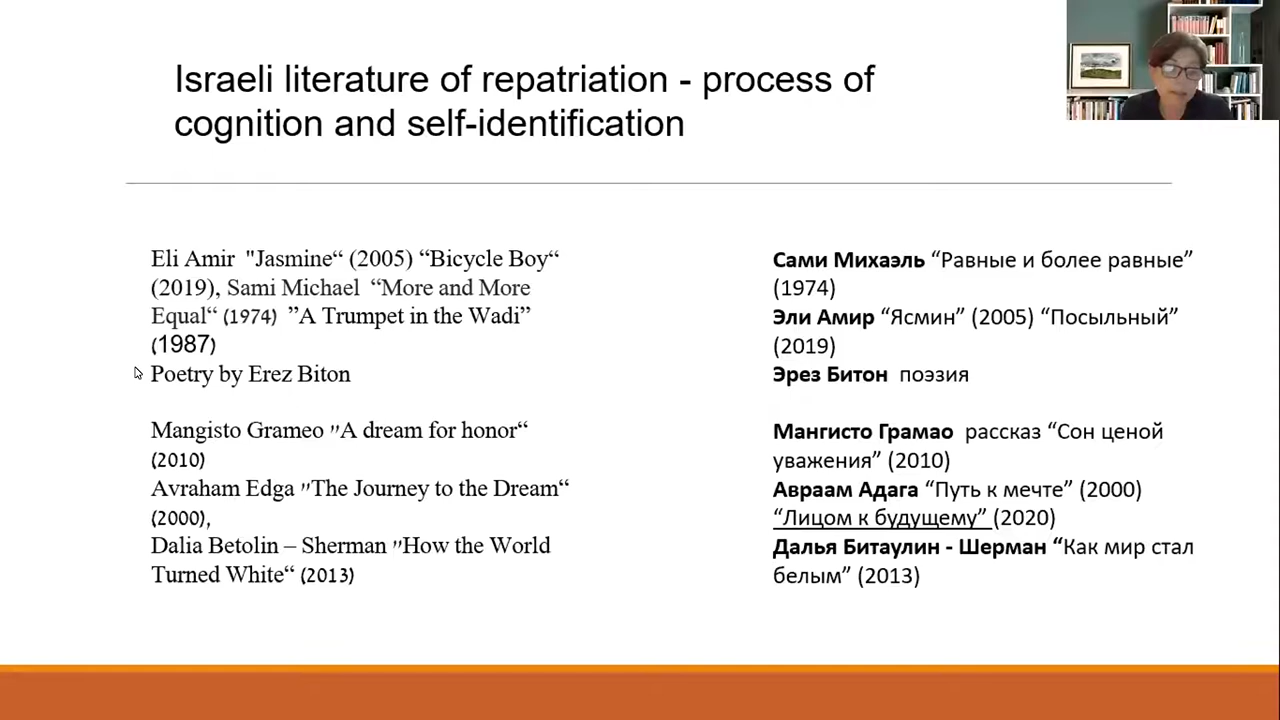 Israeli literature of repatriation - process of
cognition and self-identification
Eli Amir "Jasmine“ (2005) “Bicycle Boy“
(2019), Sami Michael “More and More
Equal“ (1974) ”A Trumpet in the Wadi”
(1987)
Poetry by Erez Biton
Mangisto Grameo "A dream for honor“
(2010)
Avraham Edga "The Journey to the Dream“
(2000),
Dalia Betolin – Sherman "How the World
Turned White“ (2013)
Сами Михаэль “Равные и более равные”
(1974)
Эли Амир “Ясмин” (2005) “Посыльный”
(2019)
Эрез Битон поэзия
Мангисто Грамао рассказ “Сон ценой
уважения” (2010)
Авраам Адага “Путь к мечте” (2000)
“Лицом к будущему” (2020)
Далья Битаулин - Шерман “Как мир стал
белым” (2013)